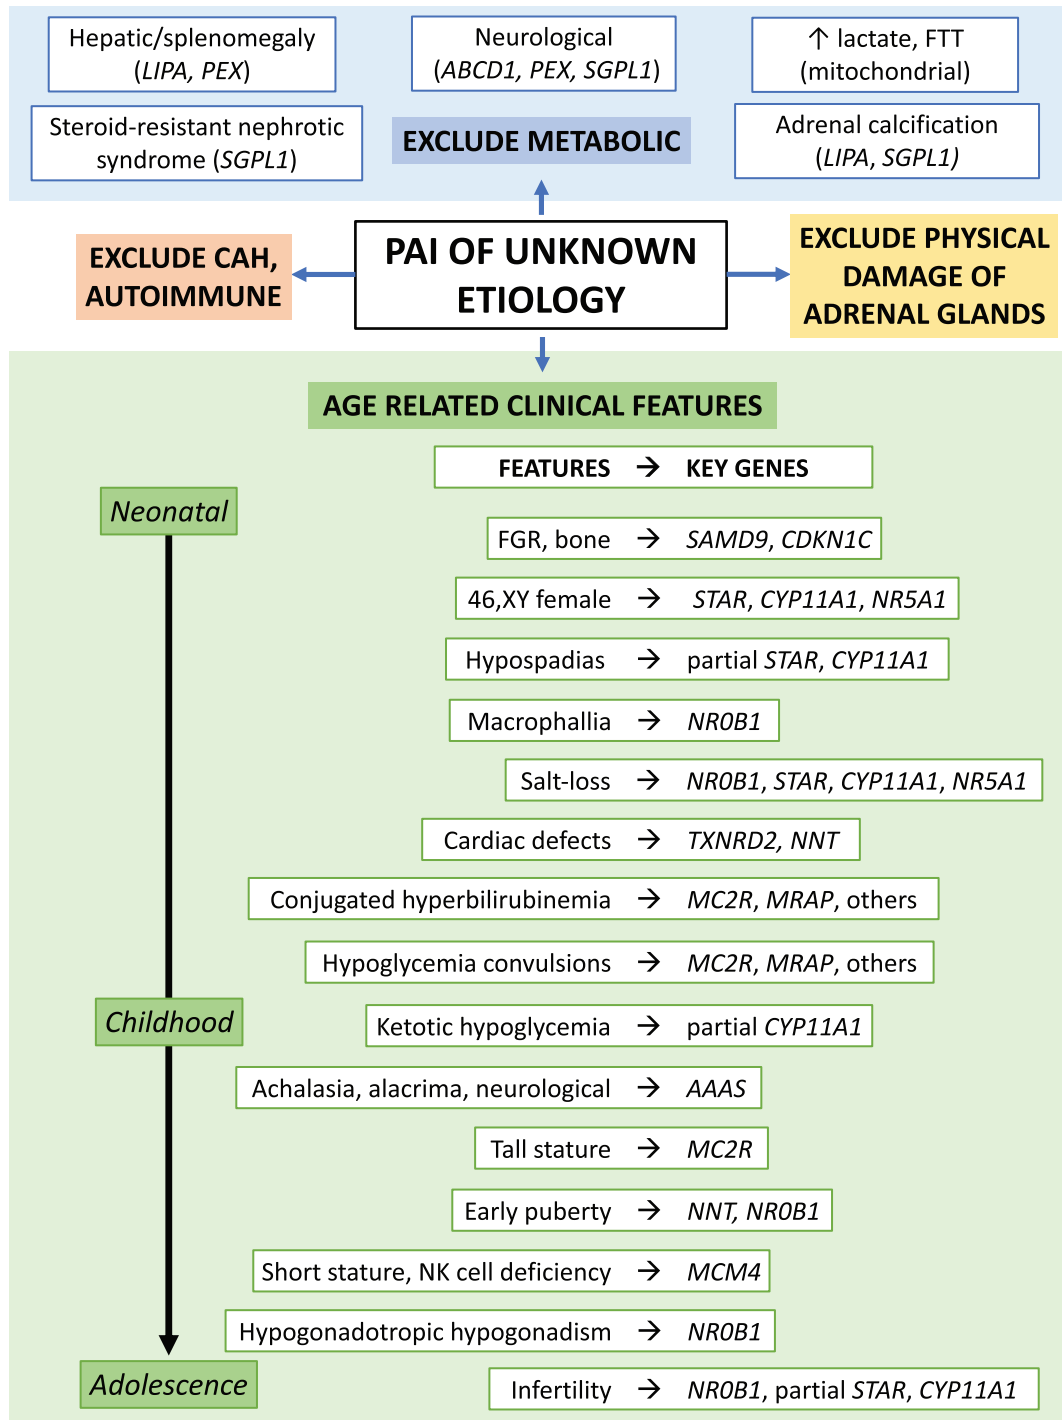 Hepatic/splenomegaly
(LIPA, PEX)
Neurological
(ABCD1, PEX, SGPL1)
↑ lactate, FTT
(mitochondrial)
Steroid-resistant nephrotic
syndrome (SGPL1)
EXCLUDE METABOLIC
Adrenal calcification
(LIPA, SGPL1)
EXCLUDE CAH,
AUTOIMMUNE
PAI OF UNKNOWN
ETIOLOGY
EXCLUDE PHYSICAL
DAMAGE OF
ADRENAL GLANDS
AGE RELATED CLINICAL FEATURES
FEATURES → KEY GENES
Neonatal
FGR, bone → SAMD9, CDKN1C
46,XY female → STAR, CYP11A1, NR5A1
Hypospadias → partial STAR, CYP11A1
Macrophallia → NR0B1
Salt-loss → NR0B1, STAR, CYP11A1, NR5A1
Cardiac defects → TXNRD2, NNT
Conjugated hyperbilirubinemia → MC2R, MRAP, others
Hypoglycemia convulsions → MC2R, MRAP, others
Childhood
Ketotic hypoglycemia → partial CYP11A1
Achalasia, alacrima, neurological → AAAS
Tall stature → MC2R
Early puberty → NNT, NR0B1
Short stature, NK cell deficiency → MCM4
Hypogonadotropic hypogonadism → NR0B1
Adolescence
Infertility → NR0B1, partial STAR, CYP11A1